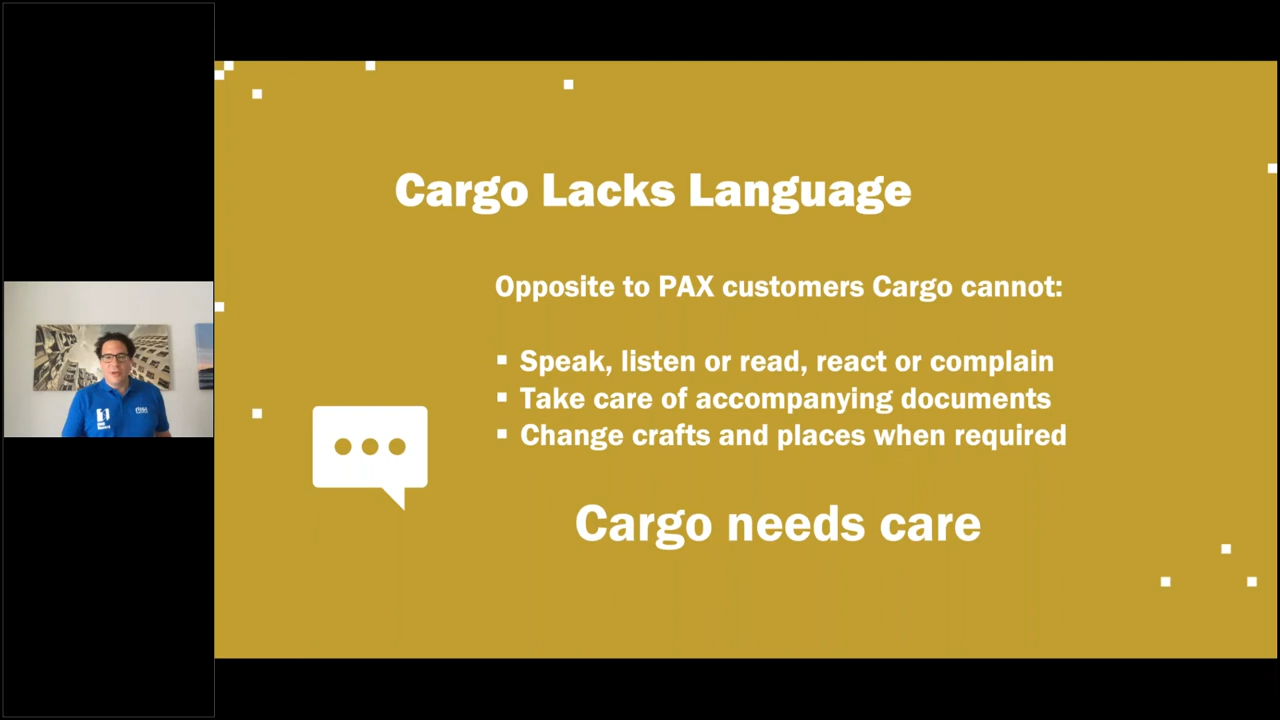 Cargo Lacks Language
Opposite to PAX customers Cargo cannot:
▪ Speak, listen or read, react or complain
▪ Take care of accompanying documents
▪ Change crafts and places when required
Cargo needs care